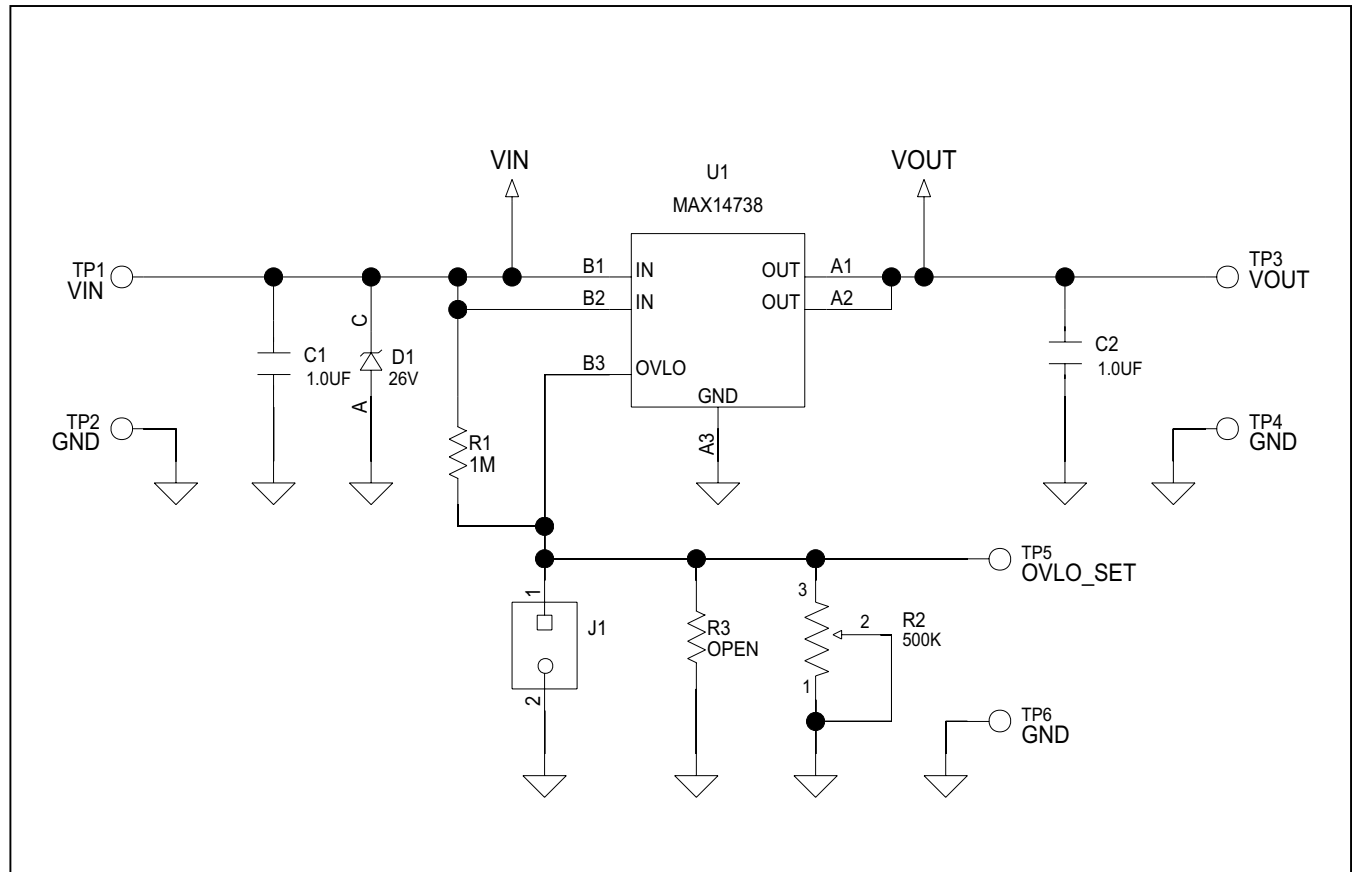 VIN
VOUT
U1
MAX14738
TP1
VIN
B1
IN
OUT
A1
TP3
VOUT
B2
IN
OUT
A2
C
C1
1.0UF
D1
26V
A
B3
OVLO
GND
A3
C2
1.0UF
TP2
GND
R1
1M
TP4
GND
TP5
OVLO_SET
1
J1
2
R3
OPEN
3
2
R2
500K
1
TP6
GND